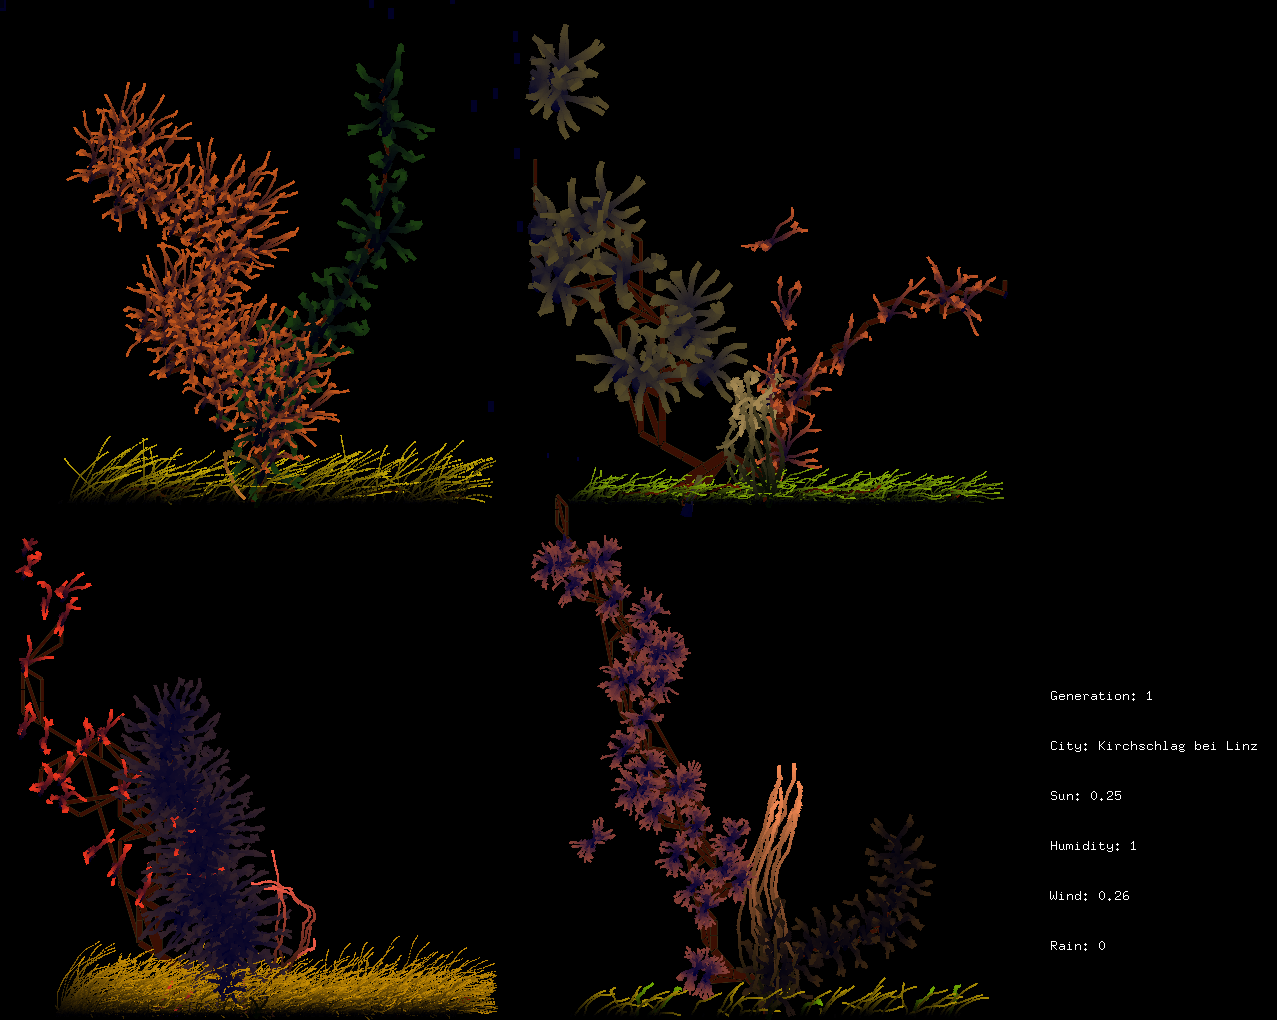 Generation: 1
City: Kirchschlag bei Linz
Sun: 0.25
Humidity: 1
Wind: 0.26
Rain: 0